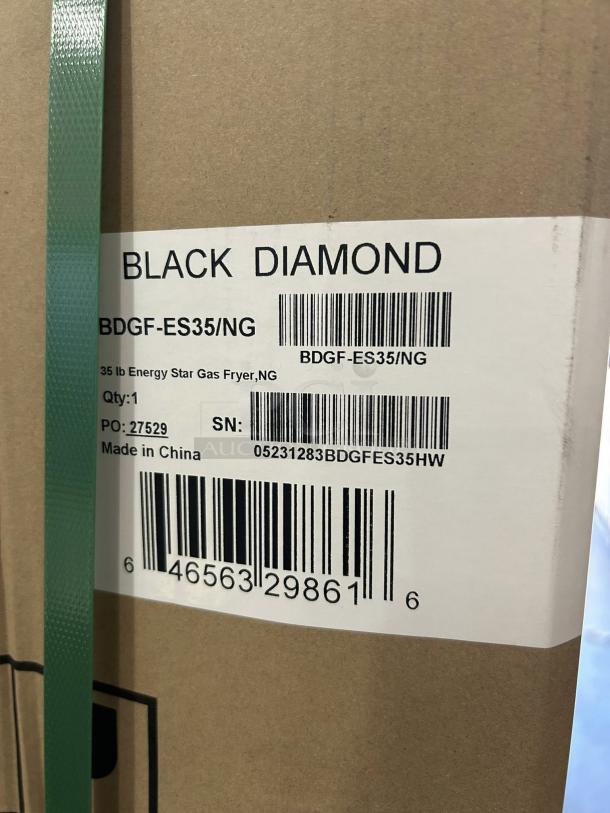 BLACK DIAMOND
BDGF-ES35/NG
BDGF-ES35/NG
35 lb Energy Star Gas Fryer,NG
Qty:1
PO: 27529
SN:
Made in China
05231283BDGFES35HW
6 46563 29861 6